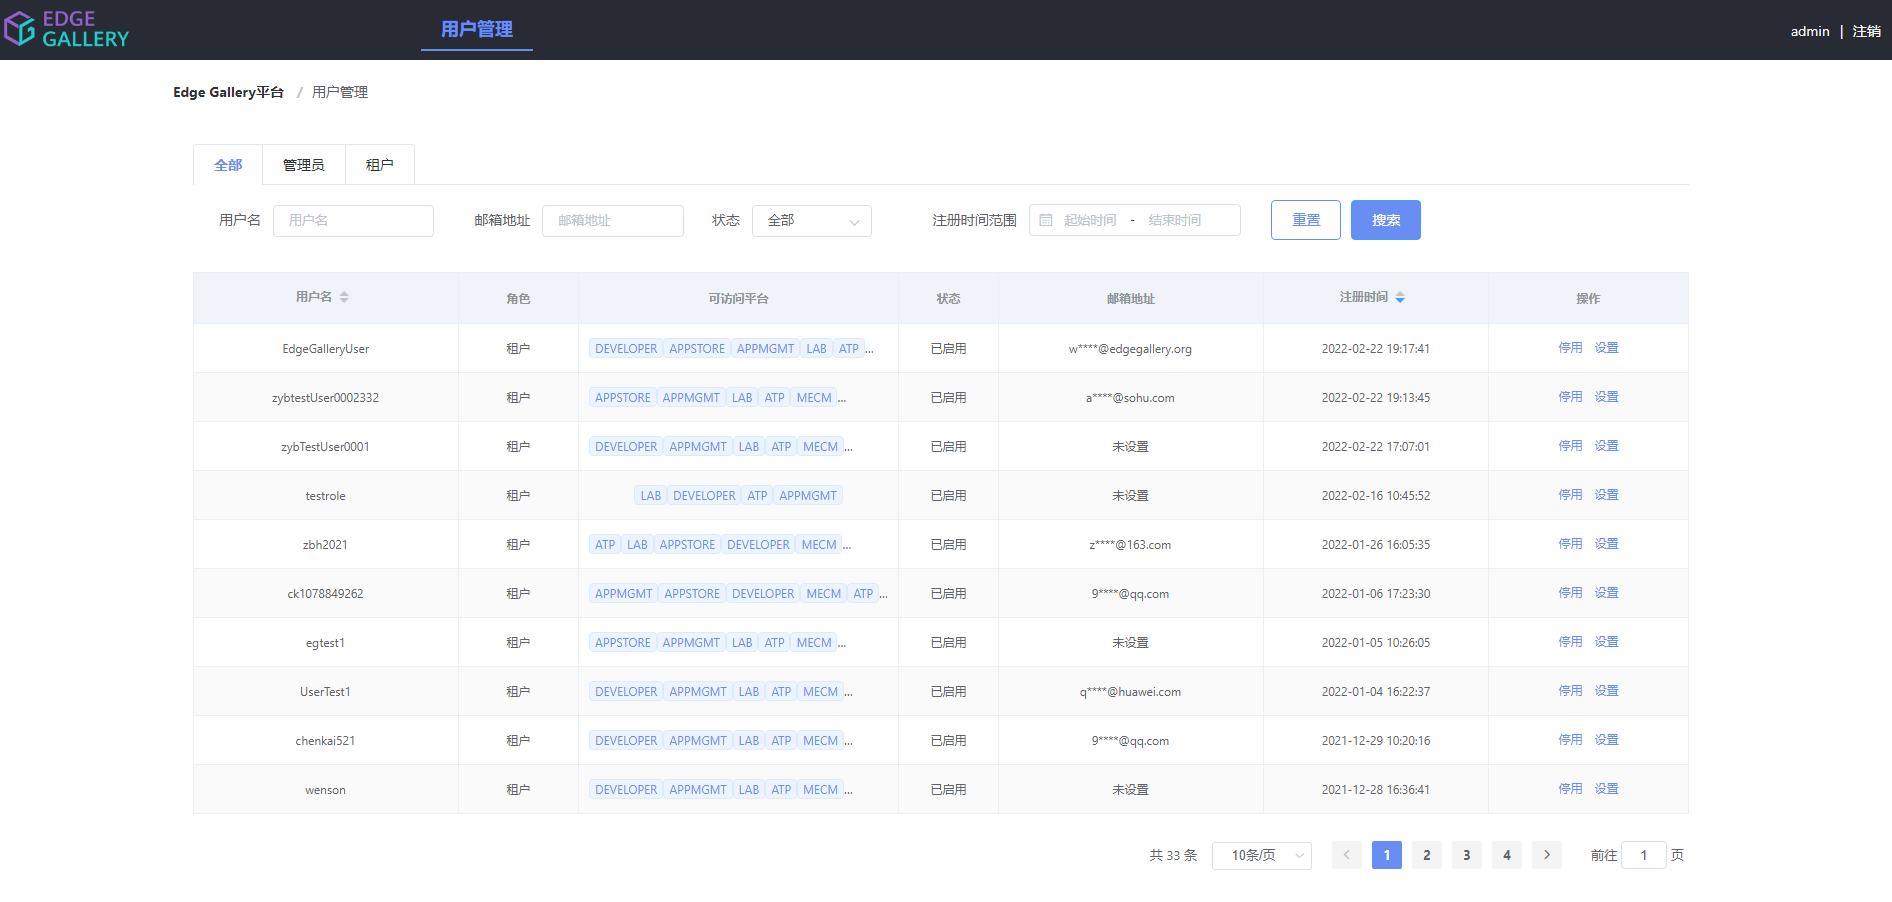 EDGE GALLERY
用户管理
admin | 注销
Edge Gallery平台 / 用户管理
全部 管理员 租户
用户名 用户名 邮箱地址 邮箱地址 状态 全部 注册时间范围 起始时间 - 结束时间 重置 搜索
用户名 角色 可访问平台 状态 邮箱地址 注册时间 操作
EdgeGalleryUser 租户 DEVELOPER APPSTORE APPMGMT LAB ATP... 已启用 w****@edgegallery.org 2022-02-22 19:17:41 停用 设置
zybtestUser0002332 租户 APPSTORE APPMGMT LAB ATP MECM... 已启用 a****@sohu.com 2022-02-22 19:13:45 停用 设置
zybTestUser0001 租户 DEVELOPER APPMGMT LAB ATP MECM... 已启用 未设置 2022-02-22 17:07:01 停用 设置
testrole 租户 LAB DEVELOPER ATP APPMGMT 已启用 未设置 2022-02-16 10:45:52 停用 设置
zbh2021 租户 ATP LAB APPSTORE DEVELOPER MECM... 已启用 z****@163.com 2022-01-26 16:05:35 停用 设置
ck1078849262 租户 APPMGMT APPSTORE DEVELOPER MECM ATP... 已启用 9****@qq.com 2022-01-06 17:23:30 停用 设置
egtest1 租户 APPSTORE APPMGMT LAB ATP MECM... 已启用 未设置 2022-01-05 10:26:05 停用 设置
UserTest1 租户 DEVELOPER APPMGMT LAB ATP MECM... 已启用 q****@huawei.com 2022-01-04 16:22:37 停用 设置
chenkai521 租户 DEVELOPER APPMGMT LAB ATP MECM... 已启用 9****@qq.com 2021-12-29 10:20:16 停用 设置
wenson 租户 DEVELOPER APPMGMT LAB ATP MECM... 已启用 未设置 2021-12-28 16:36:41 停用 设置
共 33 条 10条/页 < 1 2 3 4 > 前往 1 页